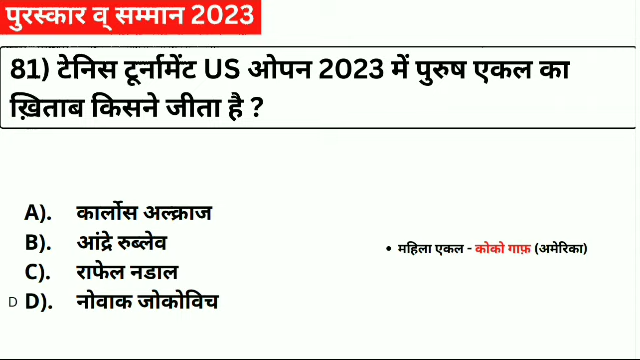 पुरस्कार व् सम्मान 2023
81) टेनिस टूर्नामेंट US ओपन 2023 में पुरुष एकल का
ख़िताब किसने जीता है ?
A). कार्लोस अल्क्राज
B). आंद्रे रुब्लेव
C). राफेल नडाल
D D). नोवाक जोकोविच
• महिला एकल - कोको गाफ़ (अमेरिका)